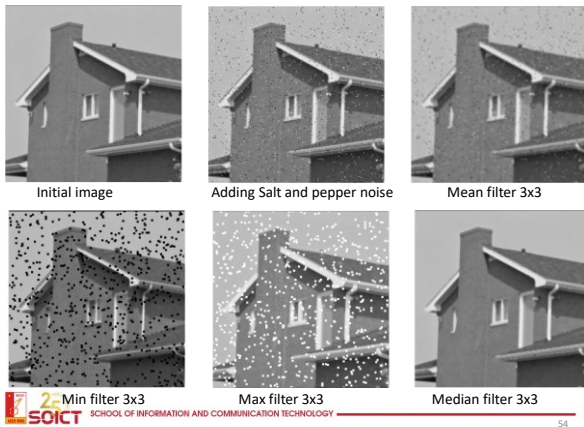 Initial image
Adding Salt and pepper noise
Mean filter 3x3
Min filter 3x3
Max filter 3x3
Median filter 3x3
25
SOICT
SCHOOL OF INFORMATION AND COMMUNICATION TECHNOLOGY
54